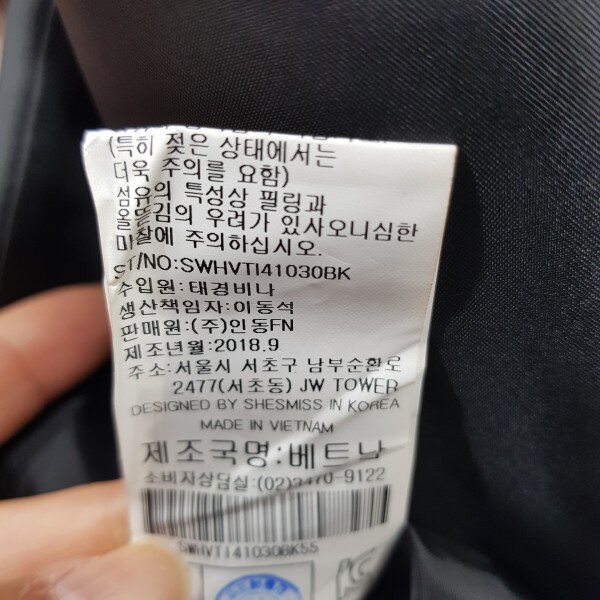 (특히 젖은 상태에서는
더욱 주의를 요함)
섬유의 특성상 필링과
올뜯김의 우려가 있사오니심한
마찰에 주의하십시오.
ST/NO:SWHVTI41030BK
수입원:태경비나
생산책임자:이동석
판매원:(주)인동FN
제조년월:2018.9
주소:서울시 서초구 남부순환로
2477(서초동) JW TOWER
DESIGNED BY SHESMISS IN KOREA
MADE IN VIETNAM
제조국명:베트남
소비자상담실:(02)3470-9122
SWHVTI41030BK55